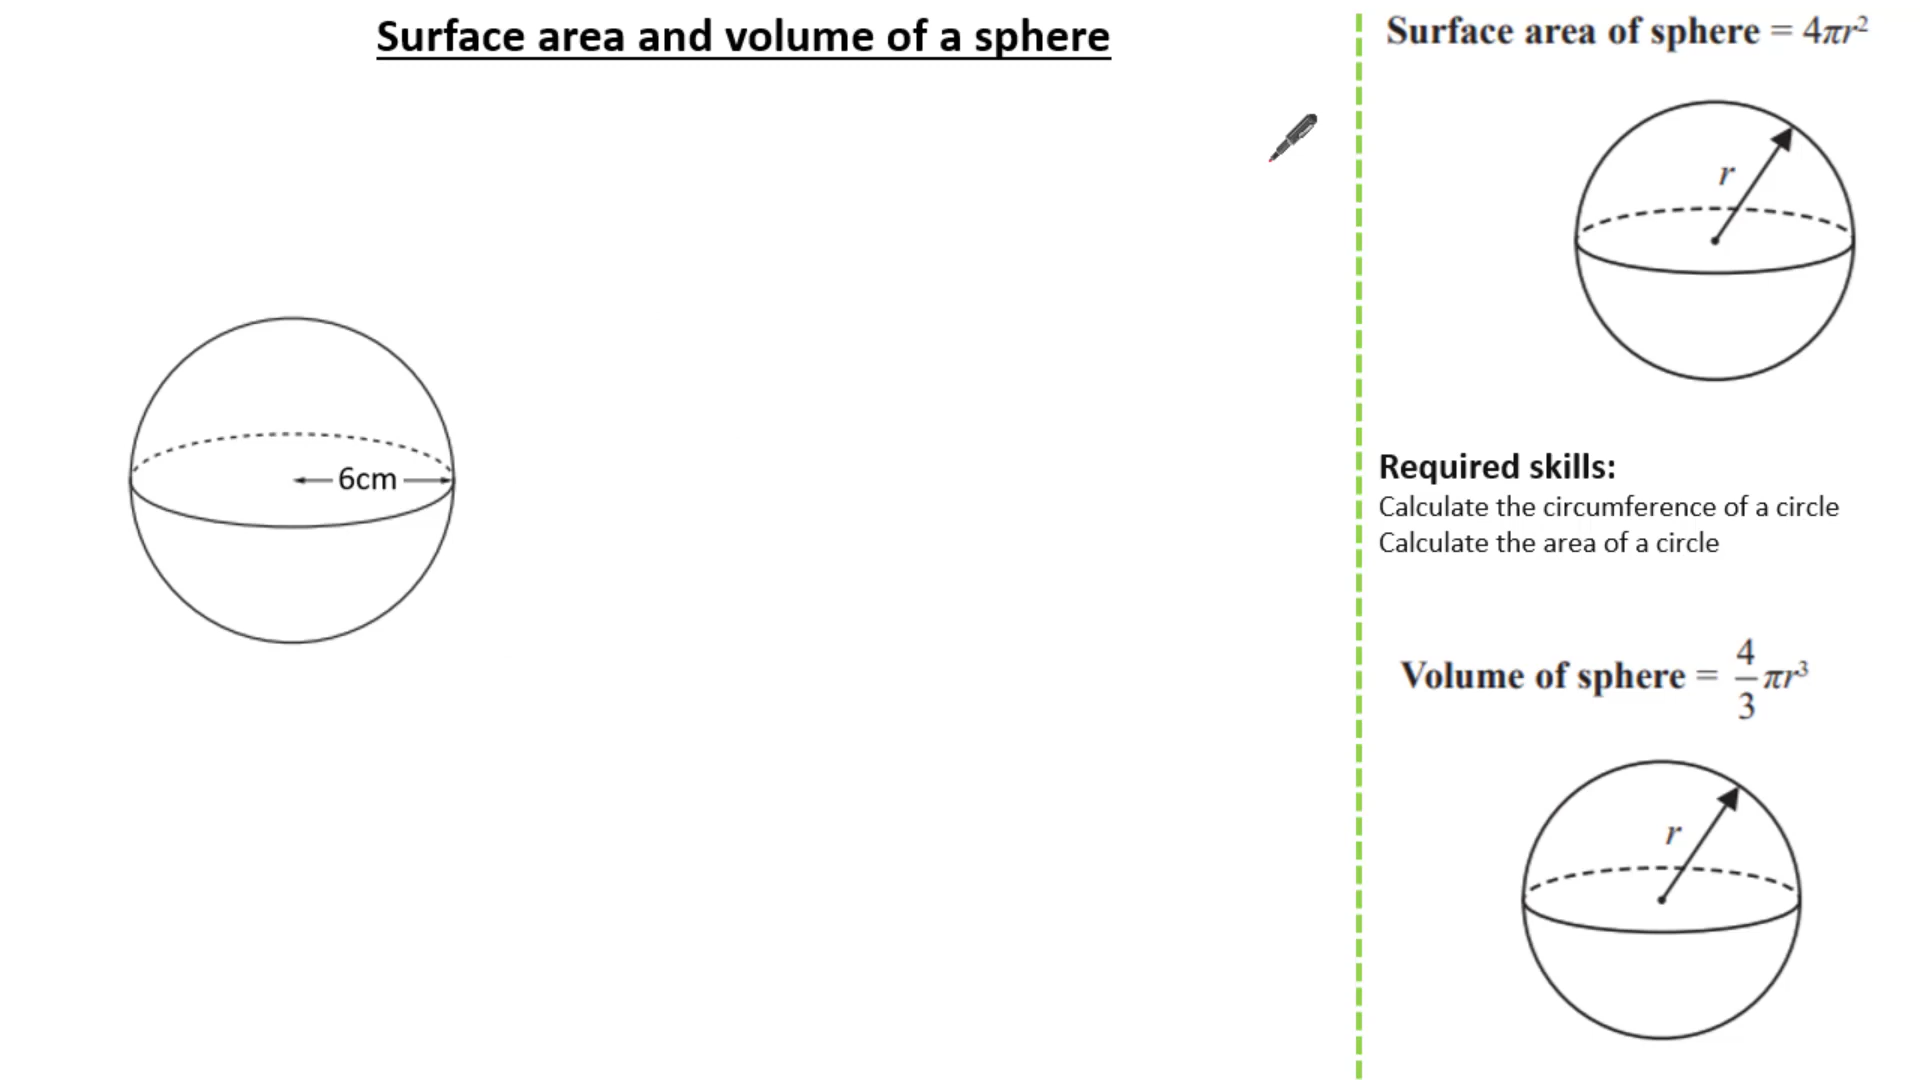 Surface area and volume of a sphere
6cm
Surface area of sphere = 4πr²
r
Required skills:
Calculate the circumference of a circle
Calculate the area of a circle
Volume of sphere = 4/3 πr³
r